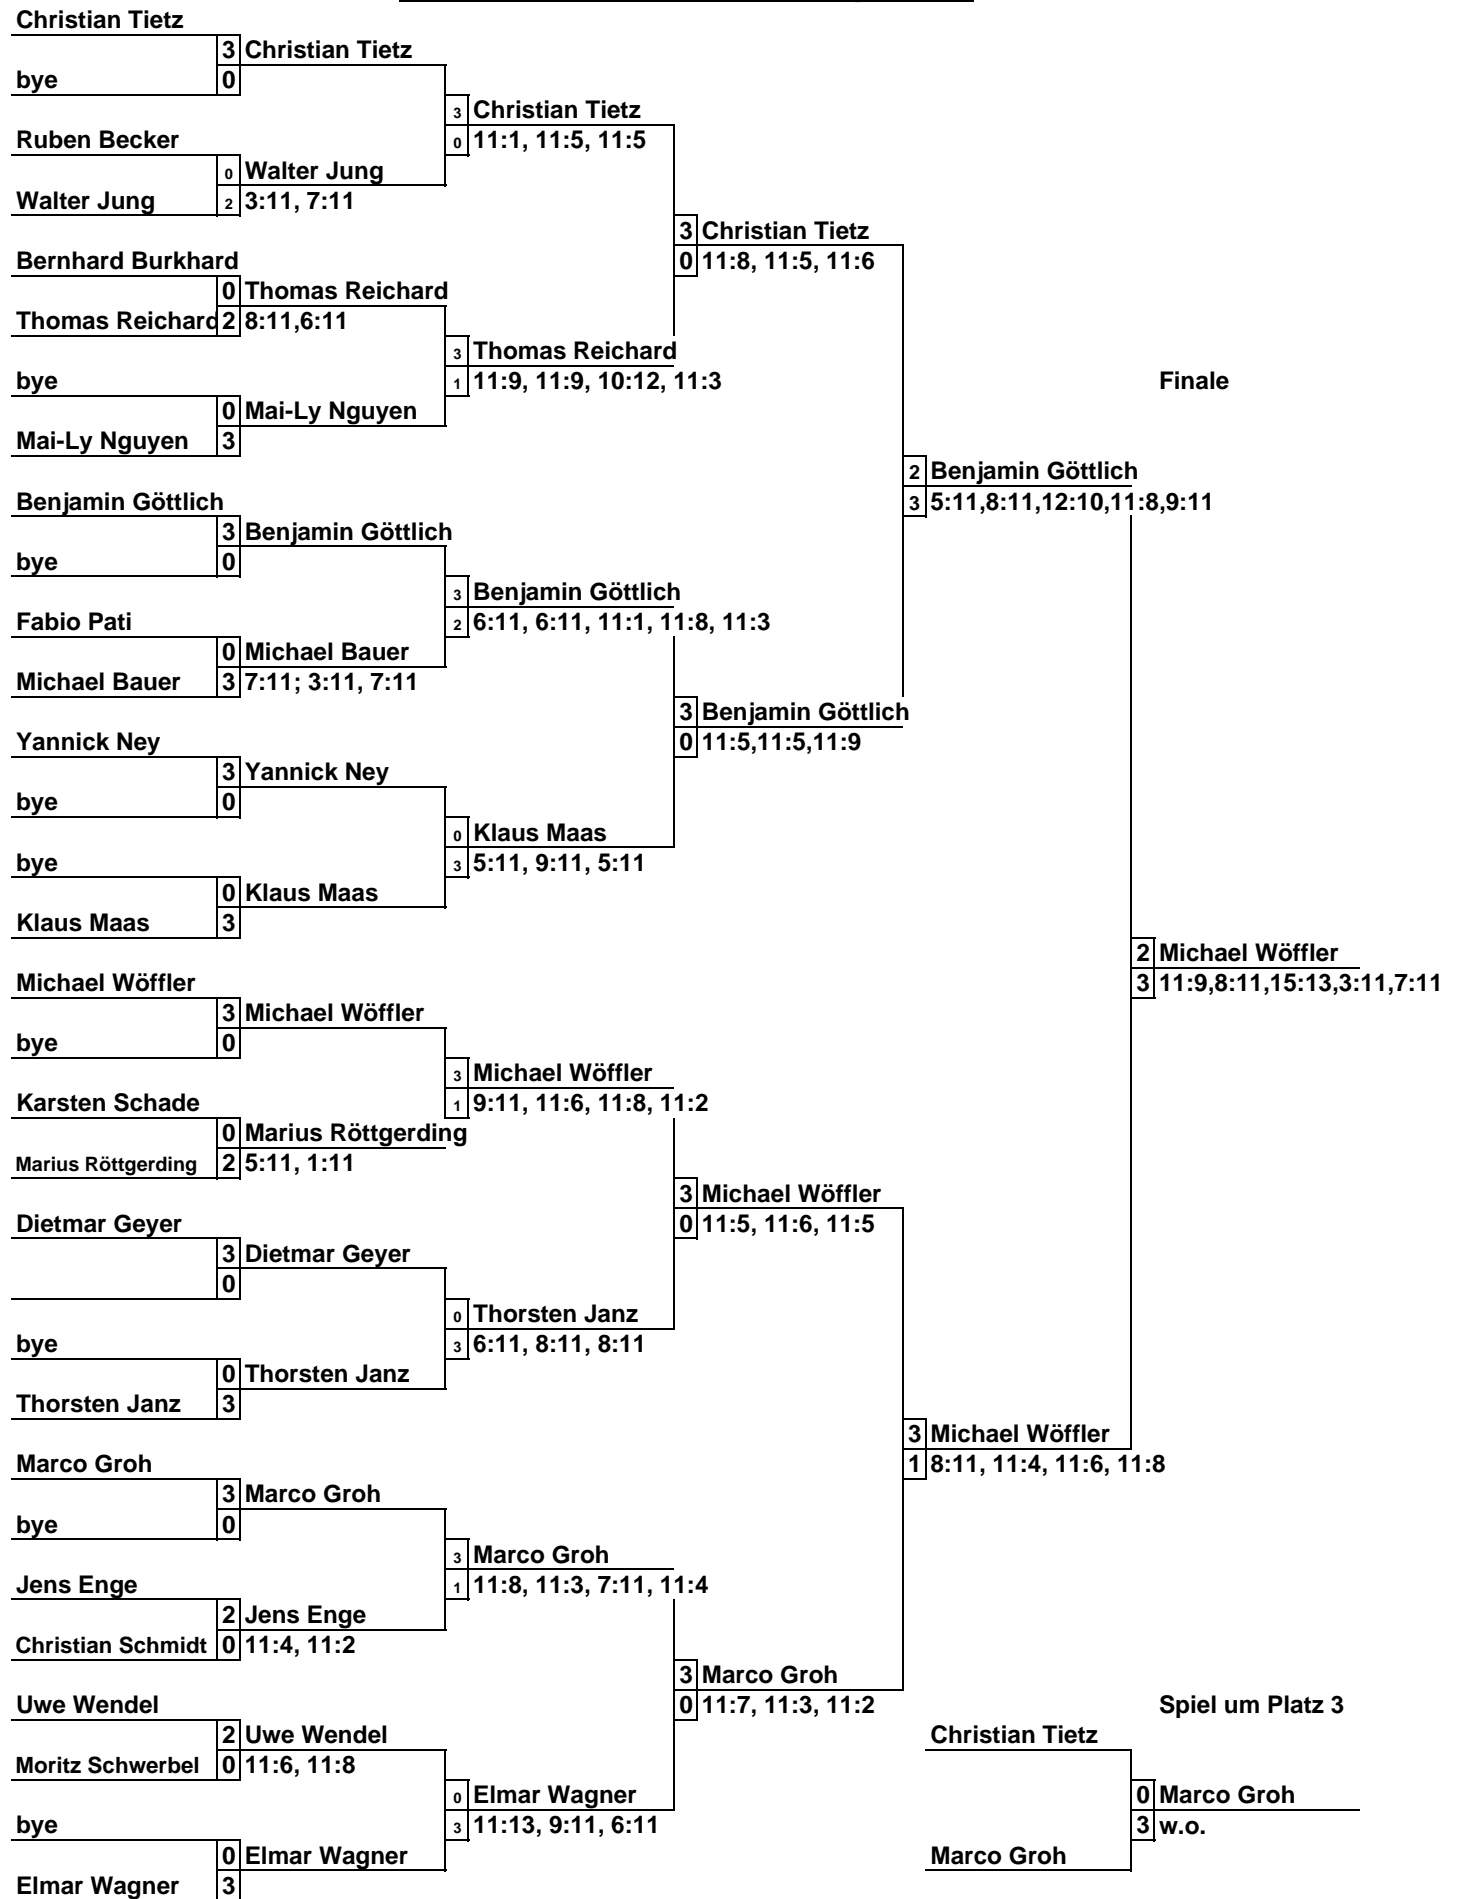 Christian Tietz
3 Christian Tietz
bye 0
3 Christian Tietz
Ruben Becker 0 11:1, 11:5, 11:5
0 Walter Jung
Walter Jung 2 3:11, 7:11
3 Christian Tietz
Bernhard Burkhard 0 11:8, 11:5, 11:6
0 Thomas Reichard
Thomas Reichard 2 8:11,6:11
3 Thomas Reichard
bye 1 11:9, 11:9, 10:12, 11:3 Finale
0 Mai-Ly Nguyen
Mai-Ly Nguyen 3
2 Benjamin Göttlich
Benjamin Göttlich 3 5:11,8:11,12:10,11:8,9:11
3 Benjamin Göttlich
bye 0
3 Benjamin Göttlich
Fabio Pati 2 6:11, 6:11, 11:1, 11:8, 11:3
0 Michael Bauer
Michael Bauer 3 7:11; 3:11, 7:11
3 Benjamin Göttlich
Yannick Ney 0 11:5,11:5,11:9
3 Yannick Ney
bye 0
0 Klaus Maas
bye 3 5:11, 9:11, 5:11
0 Klaus Maas
Klaus Maas 3
2 Michael Wöffler
Michael Wöffler 3 11:9,8:11,15:13,3:11,7:11
3 Michael Wöffler
bye 0
3 Michael Wöffler
Karsten Schade 1 9:11, 11:6, 11:8, 11:2
0 Marius Röttgerding
Marius Röttgerding 2 5:11, 1:11
3 Michael Wöffler
Dietmar Geyer 0 11:5, 11:6, 11:5
3 Dietmar Geyer
0
0 Thorsten Janz
bye 3 6:11, 8:11, 8:11
0 Thorsten Janz
Thorsten Janz 3
3 Michael Wöffler
Marco Groh 1 8:11, 11:4, 11:6, 11:8
3 Marco Groh
bye 0
3 Marco Groh
Jens Enge 1 11:8, 11:3, 7:11, 11:4
2 Jens Enge
Christian Schmidt 0 11:4, 11:2
3 Marco Groh
Uwe Wendel 0 11:7, 11:3, 11:2 Spiel um Platz 3
2 Uwe Wendel Christian Tietz
Moritz Schwerbel 0 11:6, 11:8
0 Elmar Wagner 0 Marco Groh
bye 3 11:13, 9:11, 6:11 3 w.o.
0 Elmar Wagner Marco Groh
Elmar Wagner 3